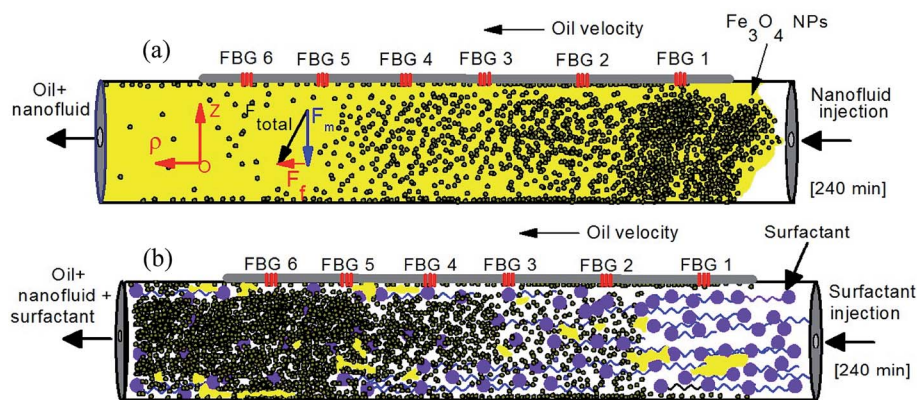 (a)
Oil velocity
Fe3O4 NPs
FBG 6 FBG 5 FBG 4 FBG 3 FBG 2 FBG 1
Oil+
nanofluid
Z
F
total
Fm
ρ
O
Ff
Nanofluid
injection
[240 min]
(b)
Oil velocity
Surfactant
FBG 6 FBG 5 FBG 4 FBG 3 FBG 2 FBG 1
Oil+
nanofluid +
surfactant
Surfactant
injection
[240 min]